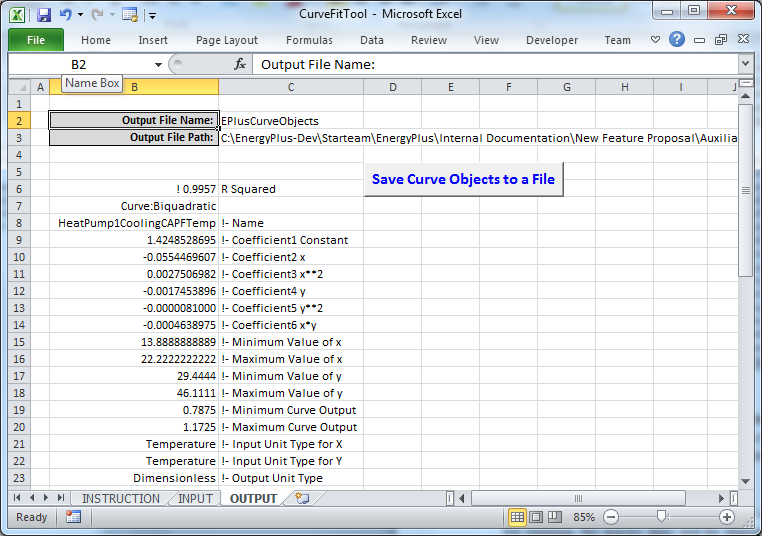 CurveFitTool - Microsoft Excel
File Home Insert Page Layout Formulas Data Review View Developer Team
B2 fx Output File Name:
Name Box
A B C D E F G H I J
1
2 Output File Name: EPlusCurveObjects
3 Output File Path: C:\EnergyPlus-Dev\Starteam\EnergyPlus\Internal Documentation\New Feature Proposal\Auxilia
4
5
Save Curve Objects to a File
6 ! 0.9957 R Squared
7 Curve:Biquadratic
8 HeatPump1CoolingCAPFTemp !- Name
9 1.4248528695 !- Coefficient1 Constant
10 -0.0554469607 !- Coefficient2 x
11 0.0027506982 !- Coefficient3 x**2
12 -0.0017453896 !- Coefficient4 y
13 -0.0000081000 !- Coefficient5 y**2
14 -0.0004638975 !- Coefficient6 x*y
15 13.8888888889 !- Minimum Value of x
16 22.2222222222 !- Maximum Value of x
17 29.4444 !- Minimum Value of y
18 46.1111 !- Maximum Value of y
19 0.7875 !- Minimum Curve Output
20 1.1725 !- Maximum Curve Output
21 Temperature !- Input Unit Type for X
22 Temperature !- Input Unit Type for Y
23 Dimensionless !- Output Unit Type
INSTRUCTION INPUT OUTPUT
Ready 85%